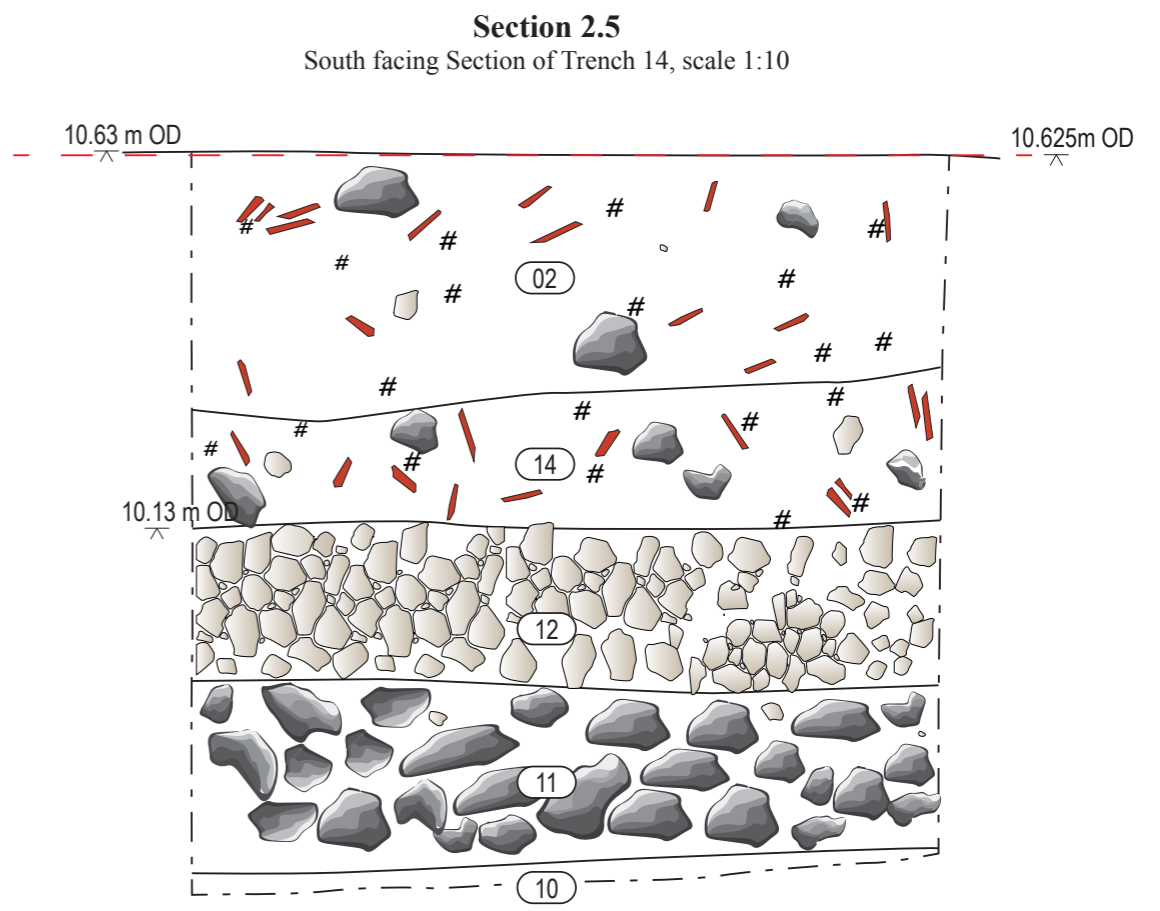 Section 2.5
South facing Section of Trench 14, scale 1:10
10.63 m OD
10.625m OD
02
14
10.13 m OD
12
11
10